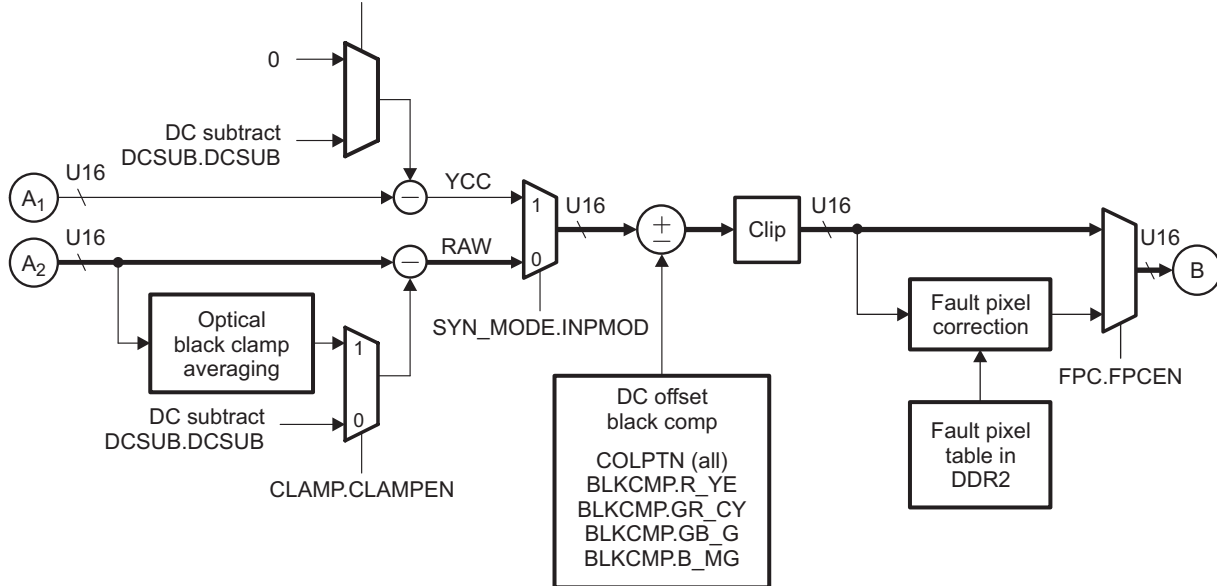 0
DC subtract
DCSUB.DCSUB
U16
A1
YCC
1
U16
±
−
Clip
U16
U16
B
U16
A2
−
RAW
0
SYN_MODE.INPMOD
Optical
black clamp
averaging
1
0
DC subtract
DCSUB.DCSUB
CLAMP.CLAMPEN
DC offset
black comp
COLPTN (all)
BLKCMP.R_YE
BLKCMP.GR_CY
BLKCMP.GB_G
BLKCMP.B_MG
Fault pixel
correction
FPC.FPCEN
Fault pixel
table in
DDR2